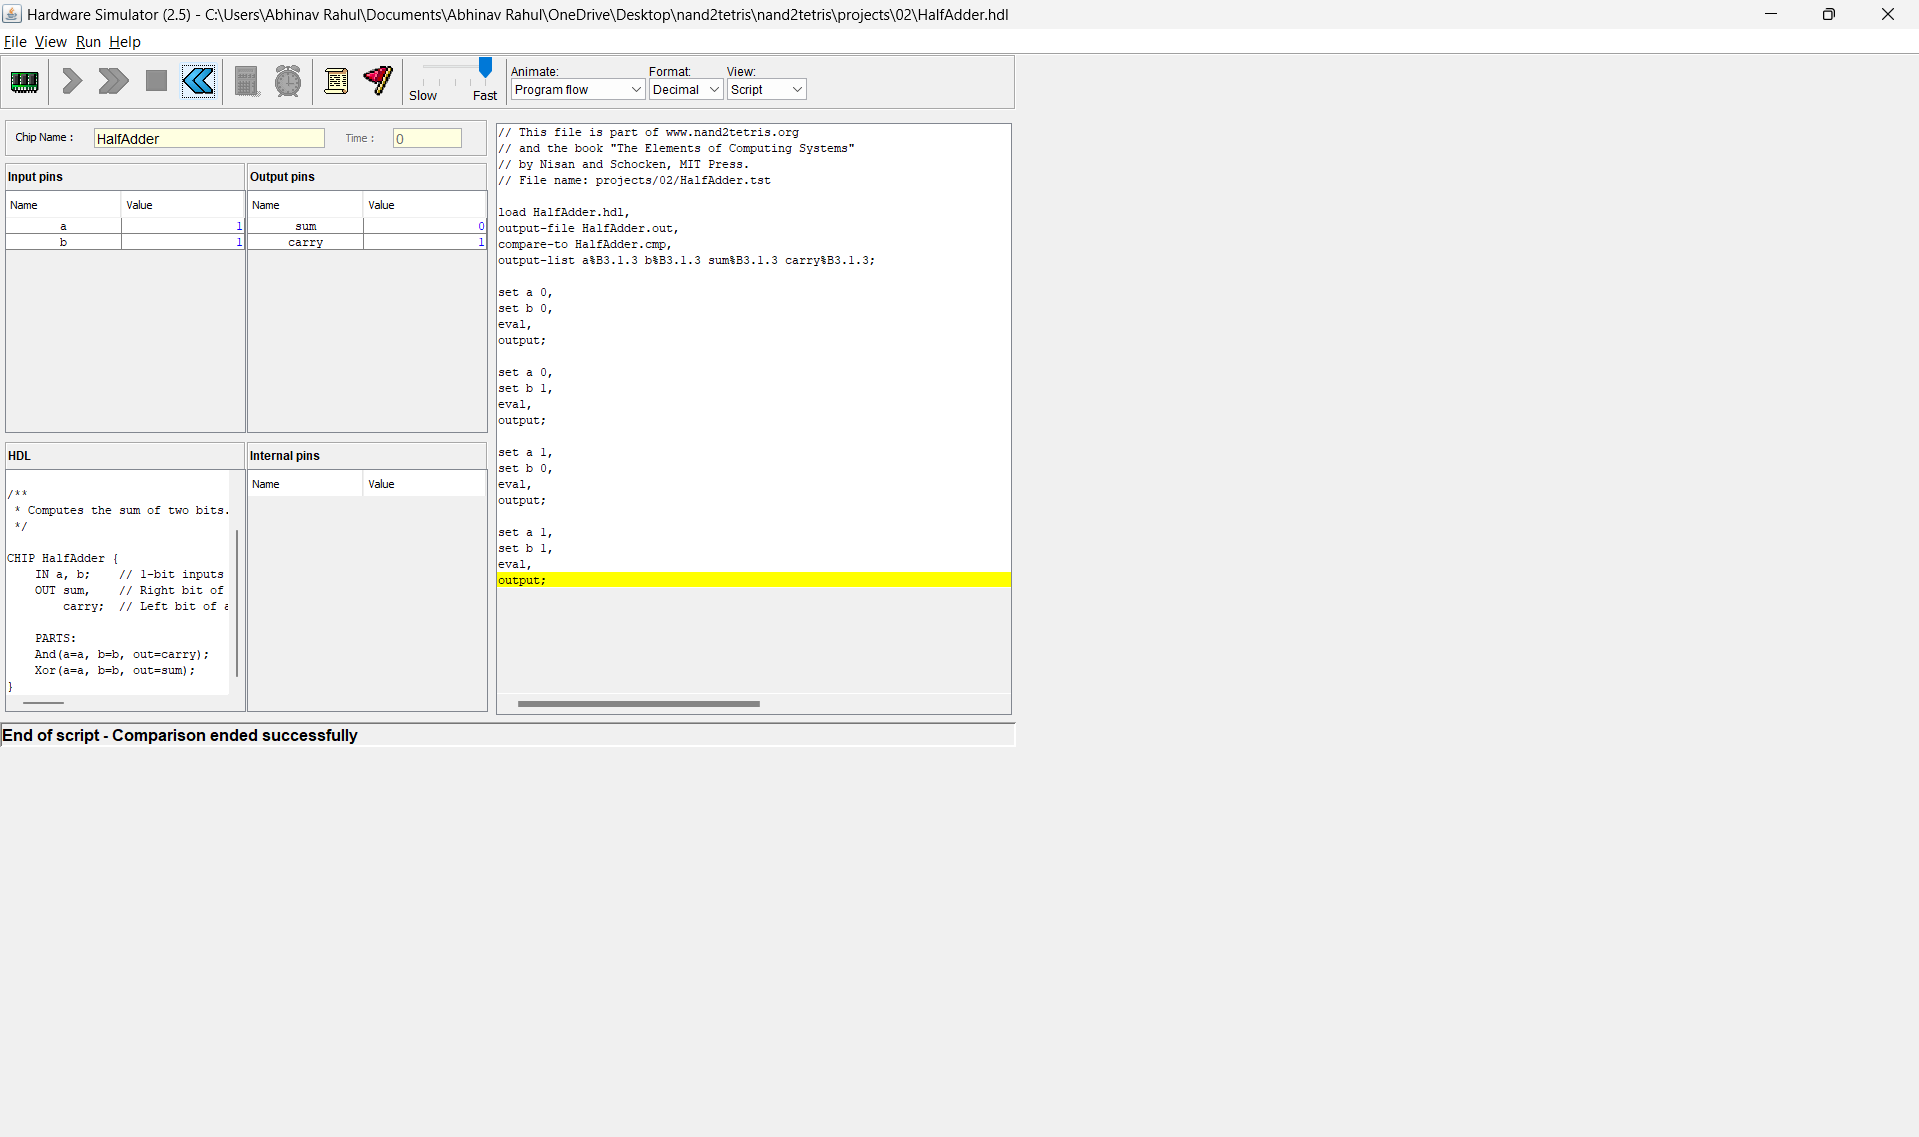 Hardware Simulator (2.5) - C:\Users\Abhinav Rahul\Documents\Abhinav Rahul\OneDrive\Desktop\nand2tetris\nand2tetris\projects\02\HalfAdder.hdl
File View Run Help
Slow Fast
Animate: Format: View:
Program flow Decimal Script
Chip Name : HalfAdder Time : 0
Input pins
Name Value
a 1
b 1
Output pins
Name Value
sum 0
carry 1
HDL
/**
* Computes the sum of two bits.
*/
CHIP HalfAdder {
IN a, b; // 1-bit inputs
OUT sum, // Right bit of
carry; // Left bit of a
PARTS:
And(a=a, b=b, out=carry);
Xor(a=a, b=b, out=sum);
}
Internal pins
Name Value
// This file is part of www.nand2tetris.org
// and the book "The Elements of Computing Systems"
// by Nisan and Schocken, MIT Press.
// File name: projects/02/HalfAdder.tst
load HalfAdder.hdl,
output-file HalfAdder.out,
compare-to HalfAdder.cmp,
output-list a%B3.1.3 b%B3.1.3 sum%B3.1.3 carry%B3.1.3;
set a 0,
set b 0,
eval,
output;
set a 0,
set b 1,
eval,
output;
set a 1,
set b 0,
eval,
output;
set a 1,
set b 1,
eval,
output;
End of script - Comparison ended successfully